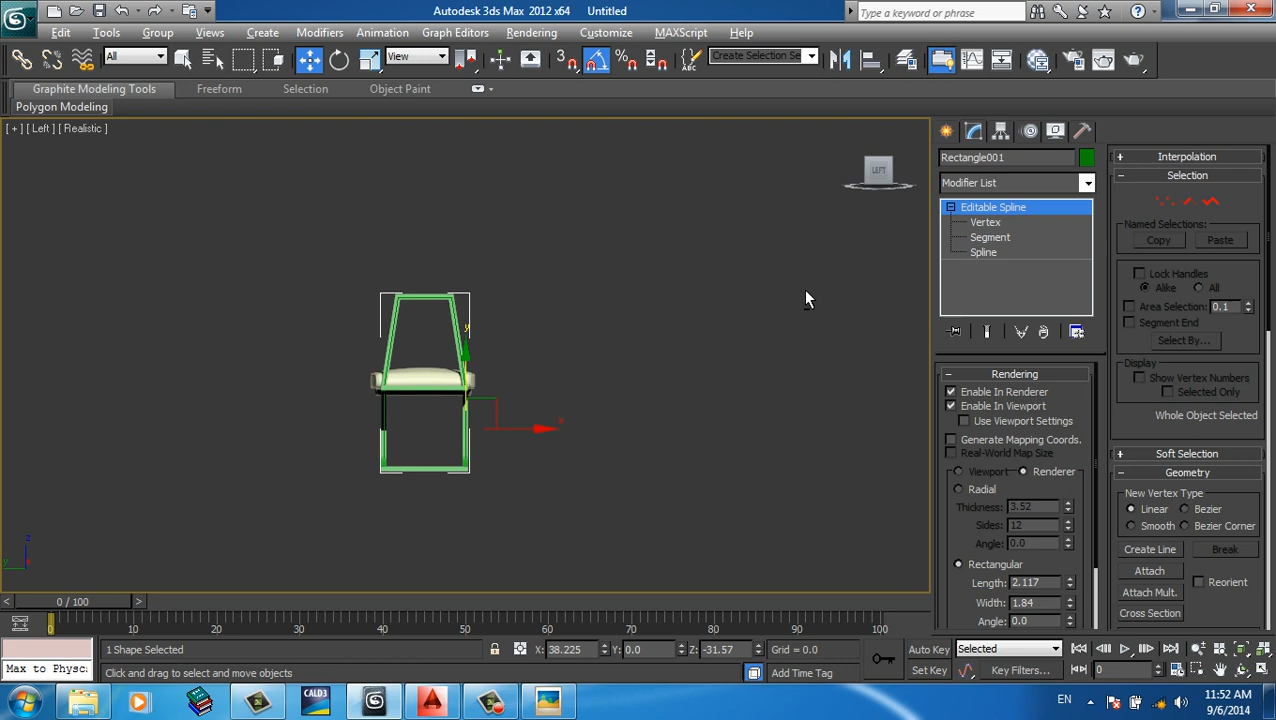 Autodesk 3ds Max 2012 x64 Untitled
Type a keyword or phrase
Edit Tools Group Views Create Modifiers Animation Graph Editors Rendering Customize MAXScript Help
All View Create Selection Se
Graphite Modeling Tools Freeform Selection Object Paint
Polygon Modeling
[ + ] [ Left ] [ Realistic ]
LEFT
Rectangle001
Modifier List
Editable Spline
Vertex
Segment
Spline
Rendering
Enable In Renderer
Enable In Viewport
Use Viewport Settings
Generate Mapping Coords.
Real-World Map Size
Viewport Renderer
Radial
Thickness: 3.52
Sides: 12
Angle: 0.0
Rectangular
Length: 2.117
Width: 1.84
Angle: 0.0
Interpolation
Selection
Named Selections:
Copy Paste
Lock Handles
Alike All
Area Selection: 0.1
Segment End
Select By...
Display
Show Vertex Numbers
Selected Only
Whole Object Selected
Soft Selection
Geometry
New Vertex Type
Linear Bezier
Smooth Bezier Corner
Create Line Break
Attach Reorient
Attach Mult.
Cross Section
y
x
z
y
x
< 0 / 100 >
0 10 20 30 40 50 60 70 80 90 100
1 Shape Selected X: 38.225 Y: 0.0 Z: -31.57 Grid = 0.0 Auto Key Selected
Max to Physc Click and drag to select and move objects Add Time Tag Set Key Key Filters... 0
CALD3
EN
11:52 AM
9/6/2014